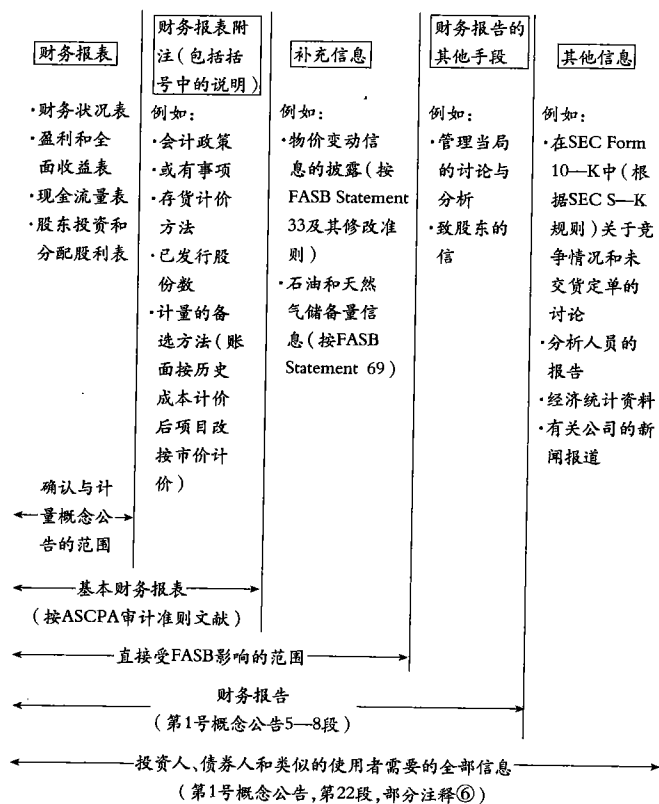 财务报表
·财务状况表
·盈利和全
面收益表
·现金流量表
·股东投资和
分配股利表
确认与计
量概念公
告的范围
财务报表附
注(包括括
号中的说明)
例如:
·会计政策
·或有事项
·存货计价
方法
·已发行股
份数
·计量的备
选方法(账
面按历史
成本计价
后项目改
按市价计
价)
补充信息
例如:
·物价变动信
息的披露(按
FASB Statement
33及其修改准
则)
·石油和天然
气储备量信
息(按FASB
Statement 69)
财务报告的
其他手段
例如:
·管理当局
的讨论与
分析
·致股东的
信
其他信息
例如:
·在SEC Form
10—K中(根
据SEC S—K
规则)关于竞
争情况和未
交货定单的
讨论
·分析人员的
报告
·经济统计资料
·有关公司的新
闻报道
基本财务报表
(按ASCPA审计准则文献)
直接受FASB影响的范围
财务报告
(第1号概念公告5—8段)
投资人、债券人和类似的使用者需要的全部信息
(第1号概念公告,第22段,部分注释⑥)